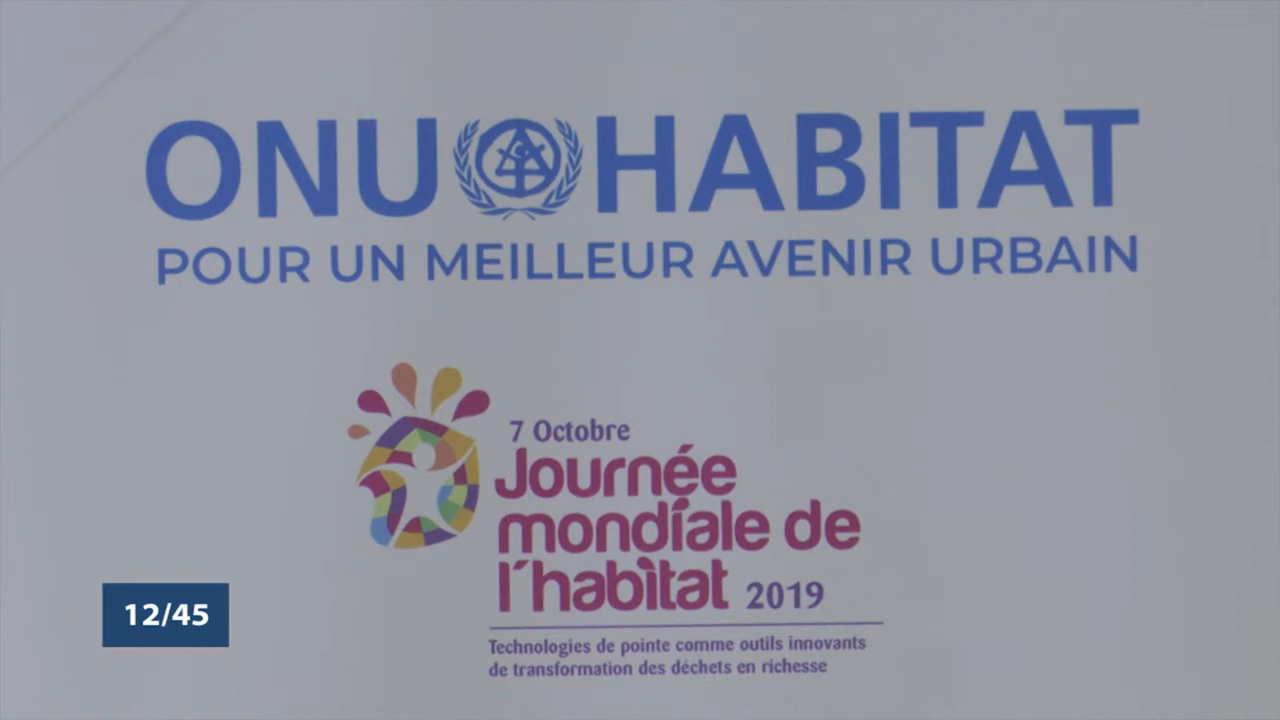 ONU HABITAT
POUR UN MEILLEUR AVENIR URBAIN
7 Octobre
Journée
mondiale de
l'habitat 2019
Technologies de pointe comme outils innovants
de transformation des déchets en richesse
12/45